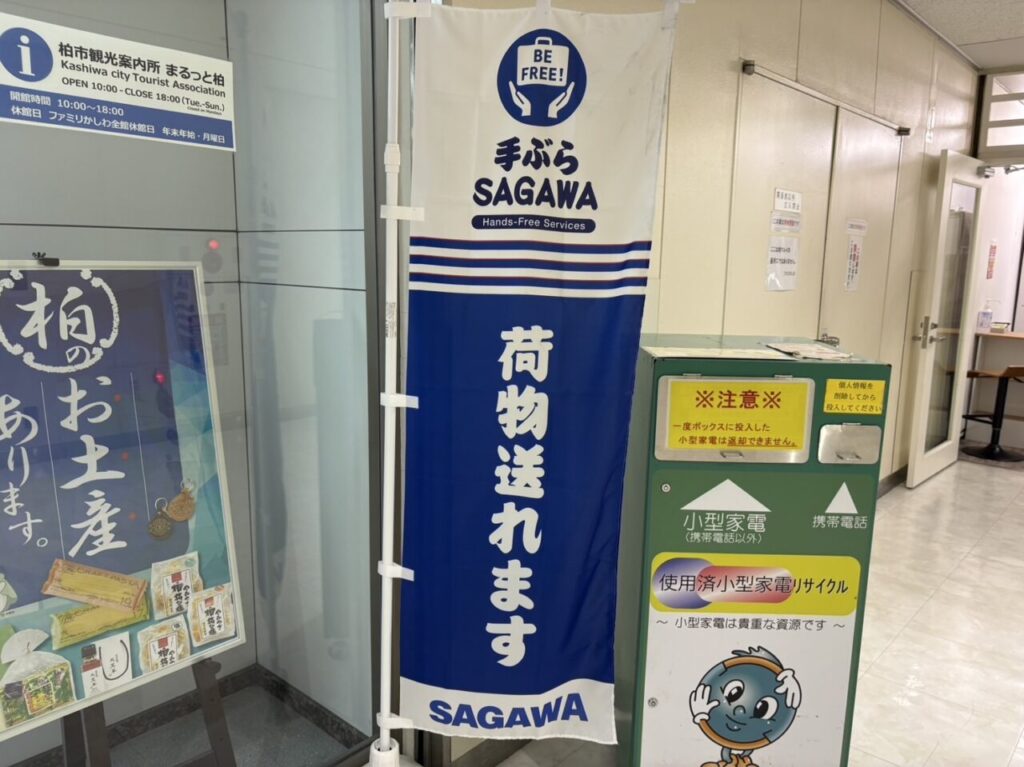 柏市観光案内所 まるっと柏
Kashiwa city Tourist Association
OPEN 10:00 - CLOSE 18:00 (Tue.-Sun.)
開館時間 10:00～18:00
休館日 ファミリかしわ全館休館日 年末年始・月曜日
柏の
お土産
あります。
BE
FREE!
手ぶら
SAGAWA
Hands-Free Services
荷物送れます
SAGAWA
※注意※
一度ボックスに投入した
小型家電は返却できません。
個人情報を
削除してから
投入してください
小型家電
(携帯電話以外)
携帯電話
使用済小型家電リサイクル
～ 小型家電は貴重な資源です ～